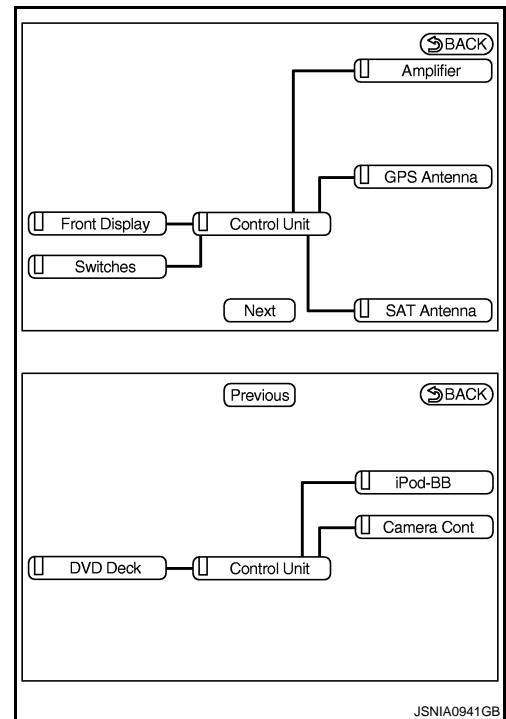 BACK
Amplifier
GPS Antenna
Front Display
Control Unit
Switches
Next
SAT Antenna
Previous
BACK
iPod-BB
Camera Cont
DVD Deck
Control Unit
JSNIA0941GB